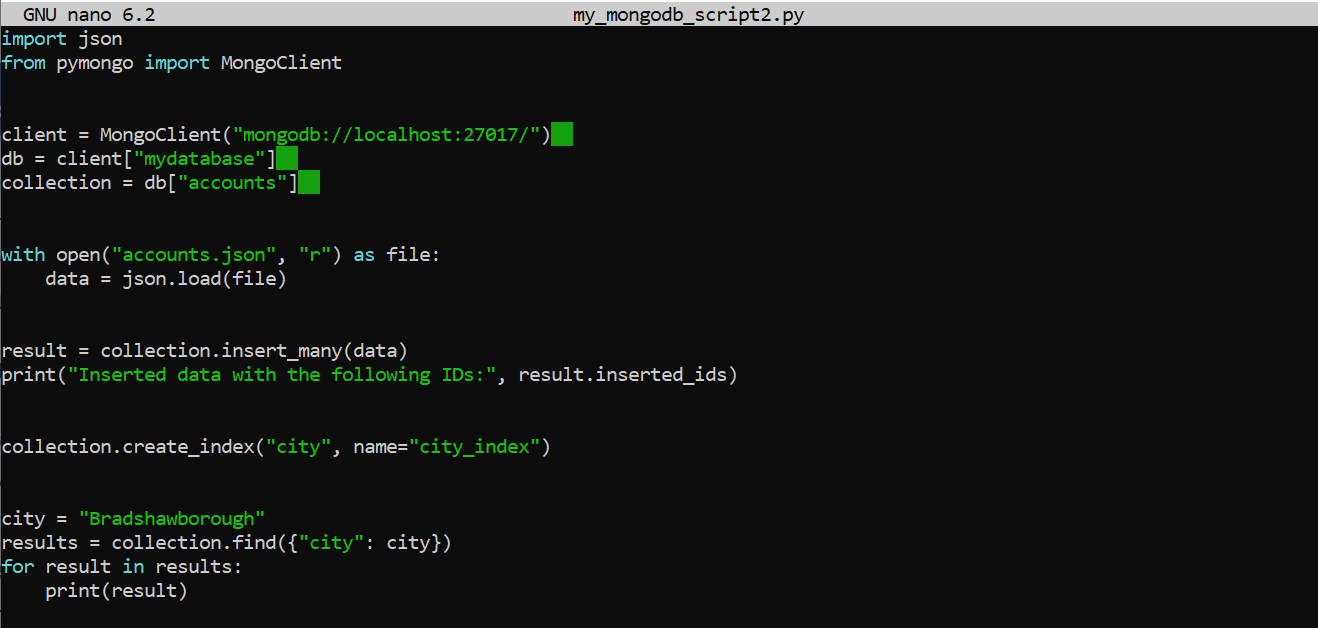 GNU nano 6.2 my_mongodb_script2.py
import json
from pymongo import MongoClient
client = MongoClient("mongodb://localhost:27017/")
db = client["mydatabase"]
collection = db["accounts"]
with open("accounts.json", "r") as file:
    data = json.load(file)
result = collection.insert_many(data)
print("Inserted data with the following IDs:", result.inserted_ids)
collection.create_index("city", name="city_index")
city = "Bradshawborough"
results = collection.find({"city": city})
for result in results:
    print(result)